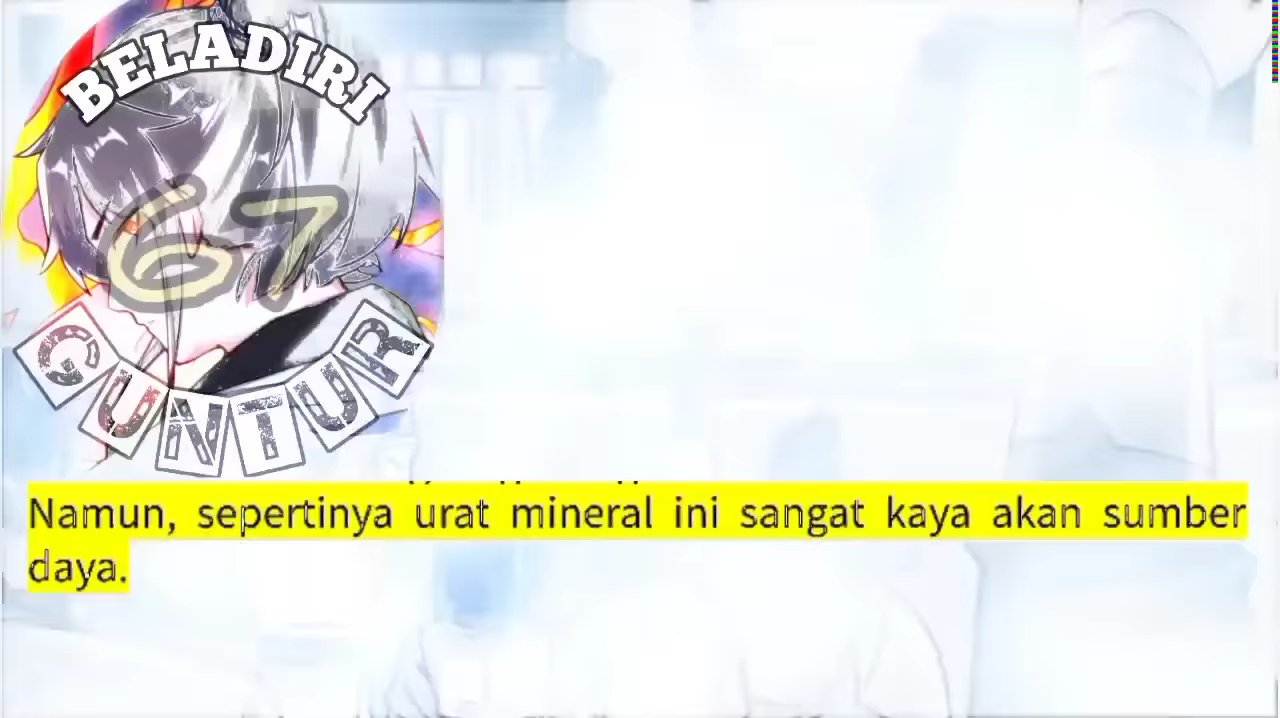 BELADIRI
67
GUNTUR
Namun, sepertinya urat mineral ini sangat kaya akan sumber
daya.